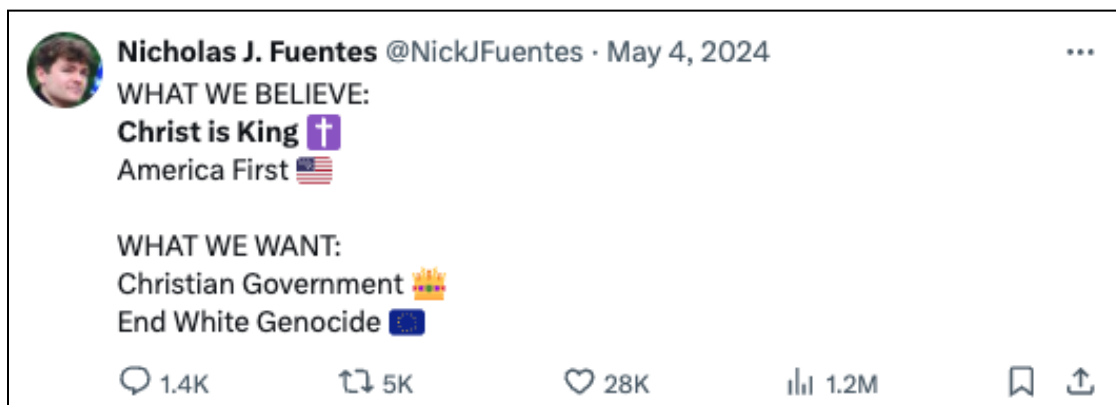 Nicholas J. Fuentes @NickJFuentes · May 4, 2024
WHAT WE BELIEVE:
Christ is King ✝️
America First 🇺🇸
WHAT WE WANT:
Christian Government 👑
End White Genocide 🇪🇺
1.4K 5K 28K 1.2M